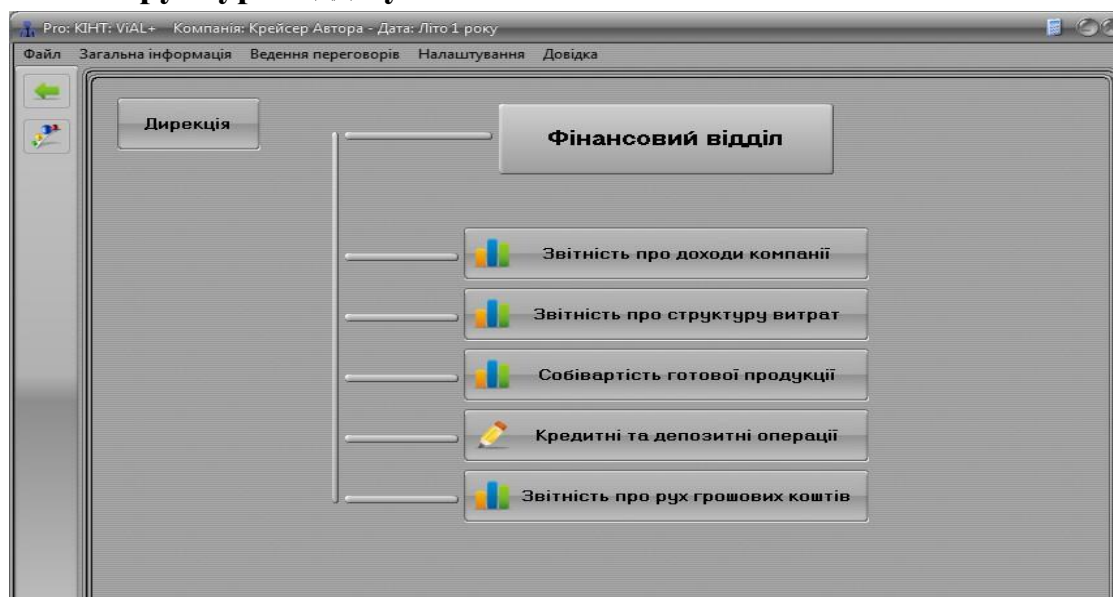 Pro: КІНТ: ViAL+ Компанія: Крейсер Автора - Дата: Літо 1 року
Файл Загальна інформація Ведення переговорів Налаштування Довідка
Дирекція
Фінансовий відділ
Звітність про доходи компанії
Звітність про структуру витрат
Собівартість готової продукції
Кредитні та депозитні операції
Звітність про рух грошових коштів